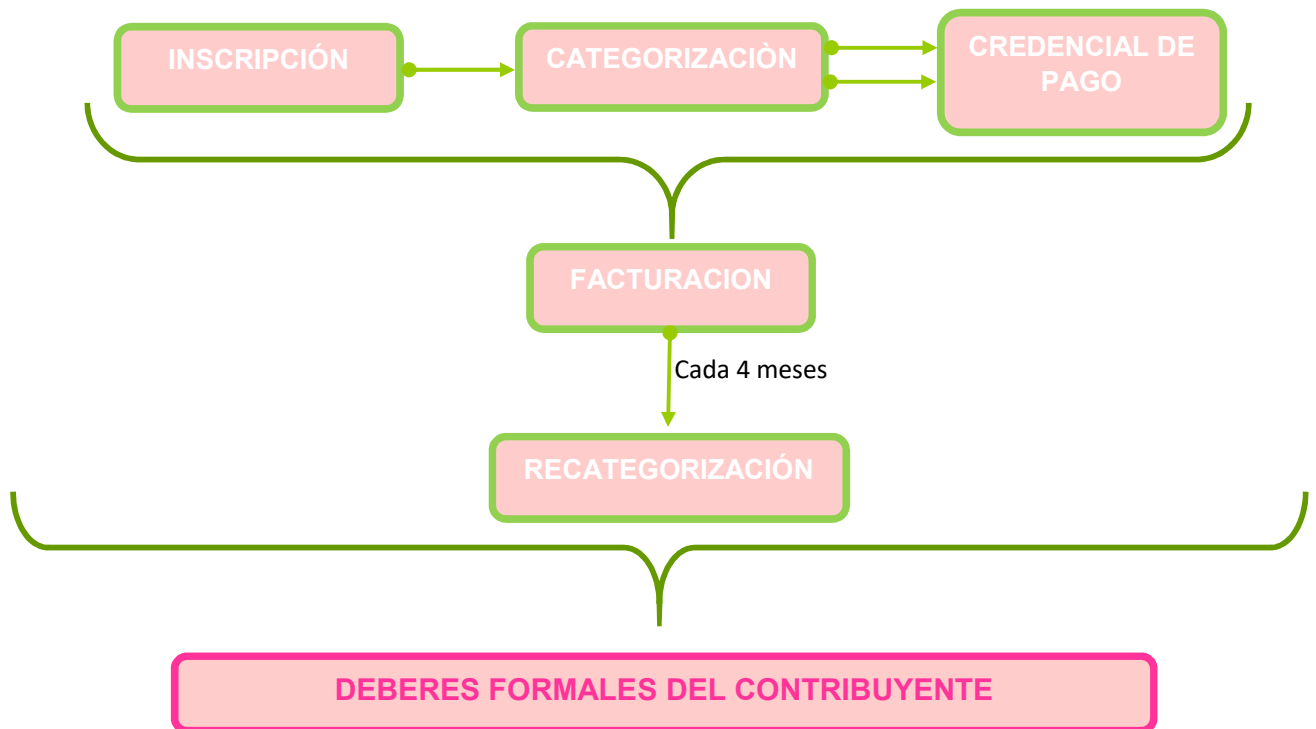 INSCRIPCIÓN
CATEGORIZACIÒN
CREDENCIAL DE
PAGO
FACTURACION
Cada 4 meses
RECATEGORIZACIÓN
DEBERES FORMALES DEL CONTRIBUYENTE